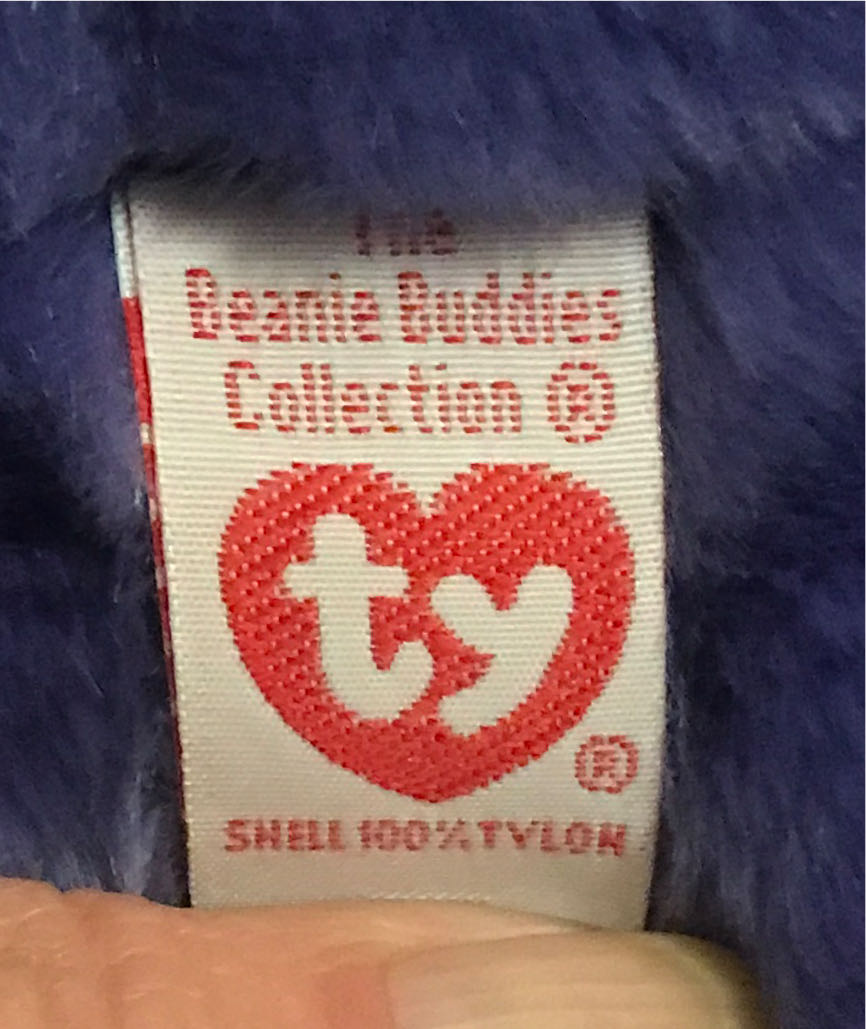 The
Beanie Buddies
Collection ®
ty
®
SHELL 100% TYLON